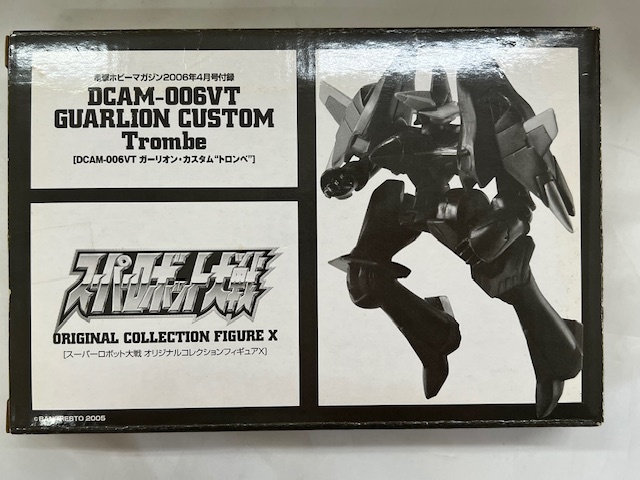 電撃ホビーマガジン2006年4月号付録
DCAM-006VT
GUARLION CUSTOM
Trombe
[DCAM-006VT ガーリオン・カスタム"トロンベ"]
スーパーロボット大戦
ORIGINAL COLLECTION FIGURE X
[スーパーロボット大戦 オリジナルコレクションフィギュアX]
©BANPRESTO 2005